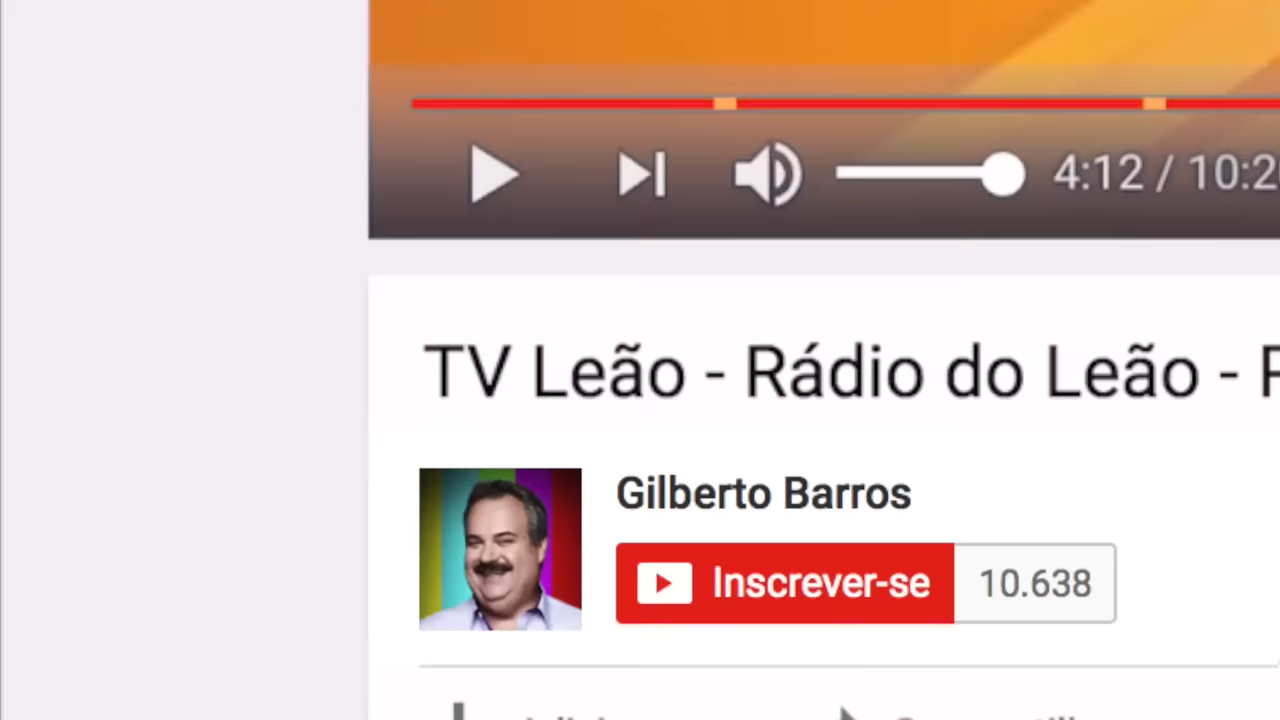 4:12 / 10:2
TV Leão - Rádio do Leão -
Gilberto Barros
Inscrever-se 10.638